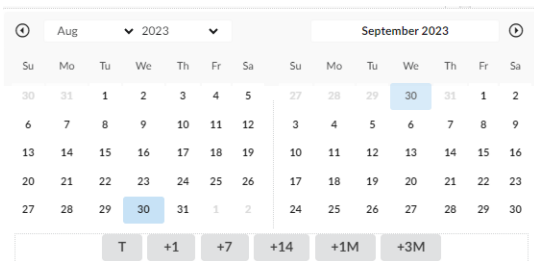 Aug 2023 September 2023
Su Mo Tu We Th Fr Sa Su Mo Tu We Th Fr Sa
30 31 1 2 3 4 5 27 28 29 30 31 1 2
6 7 8 9 10 11 12 3 4 5 6 7 8 9
13 14 15 16 17 18 19 10 11 12 13 14 15 16
20 21 22 23 24 25 26 17 18 19 20 21 22 23
27 28 29 30 31 1 2 24 25 26 27 28 29 30
T +1 +7 +14 +1M +3M